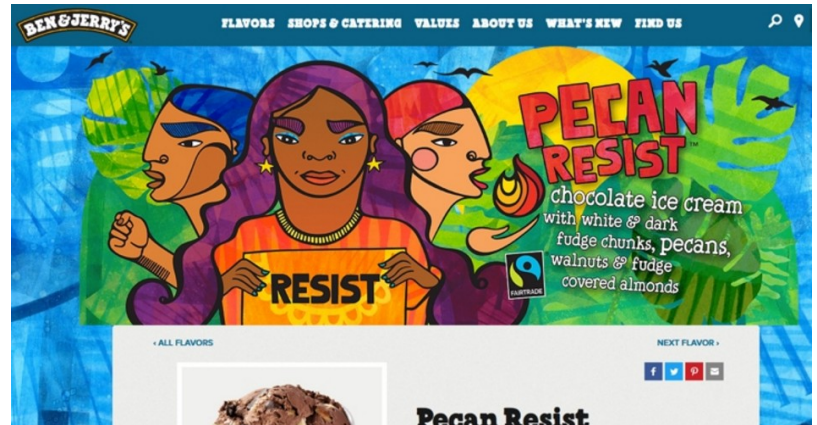 BEN & JERRY'S
FLAVORS SHOPS & CATERING VALUES ABOUT US WHAT'S NEW FIND US
PECAN
RESIST™
chocolate ice cream
with white & dark
fudge chunks, pecans,
walnuts & fudge
covered almonds
RESIST
FAIRTRADE
‹ ALL FLAVORS
NEXT FLAVOR ›
Pecan Resist